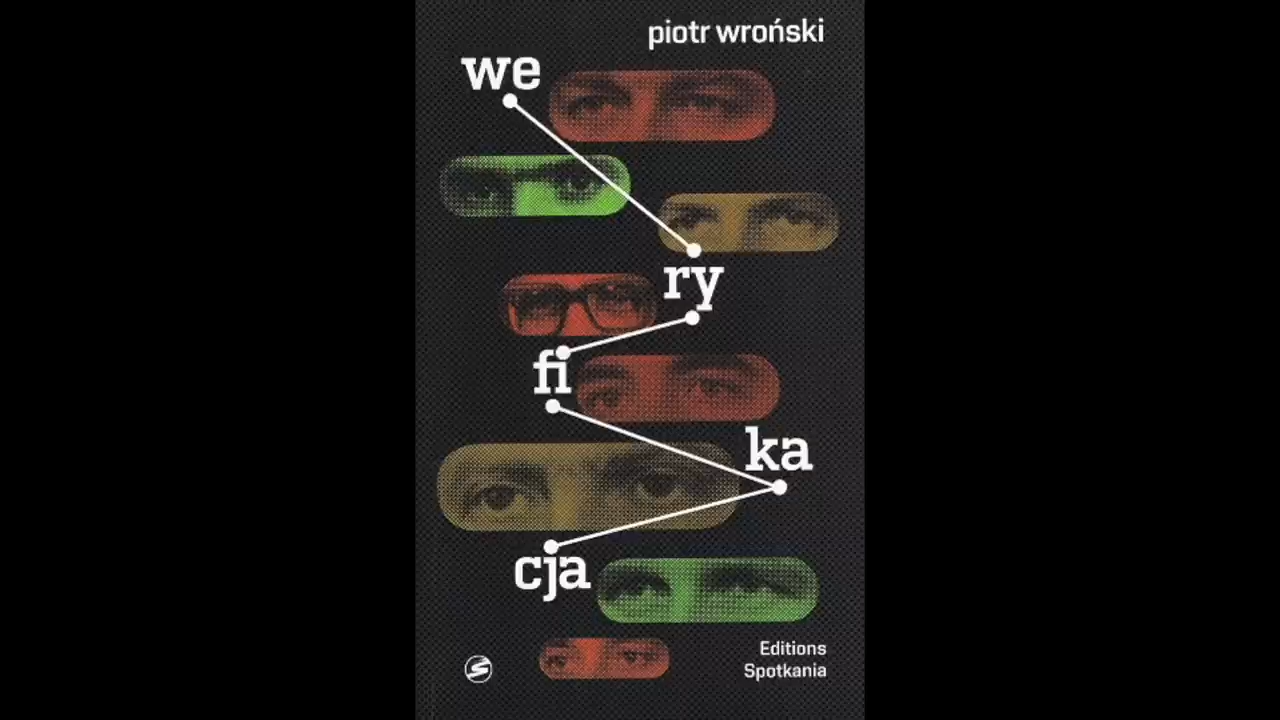 piotr wroński
we
ry
fi
ka
cja
Editions
Spotkania